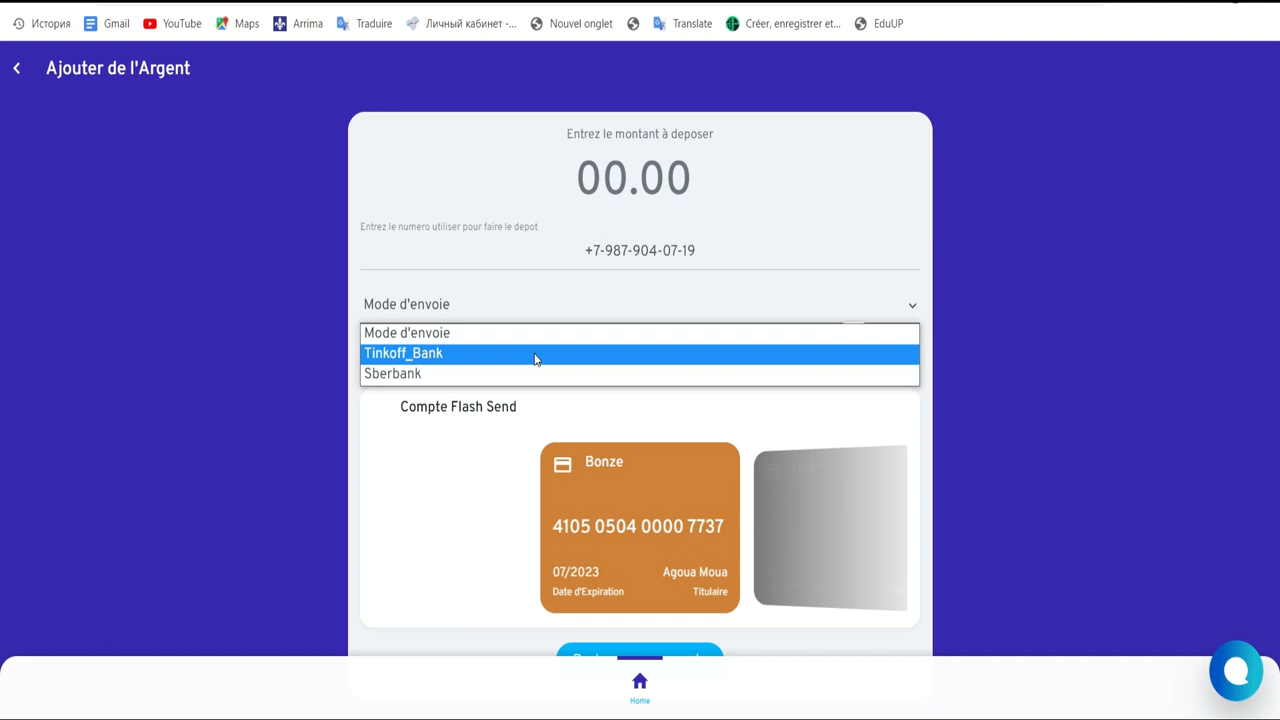 История Gmail YouTube Maps Arrima Traduire Личный кабинет -... Nouvel onglet Translate Créer, enregistrer et... EduUP
Ajouter de l'Argent
Entrez le montant à deposer
00.00
Entrez le numero utiliser pour faire le depot
+7-987-904-07-19
Mode d'envoie
Mode d'envoie
Tinkoff_Bank
Sberbank
Compte Flash Send
Bonze
4105 0504 0000 7737
07/2023 Agoua Moua
Date d'Expiration Titulaire
Home